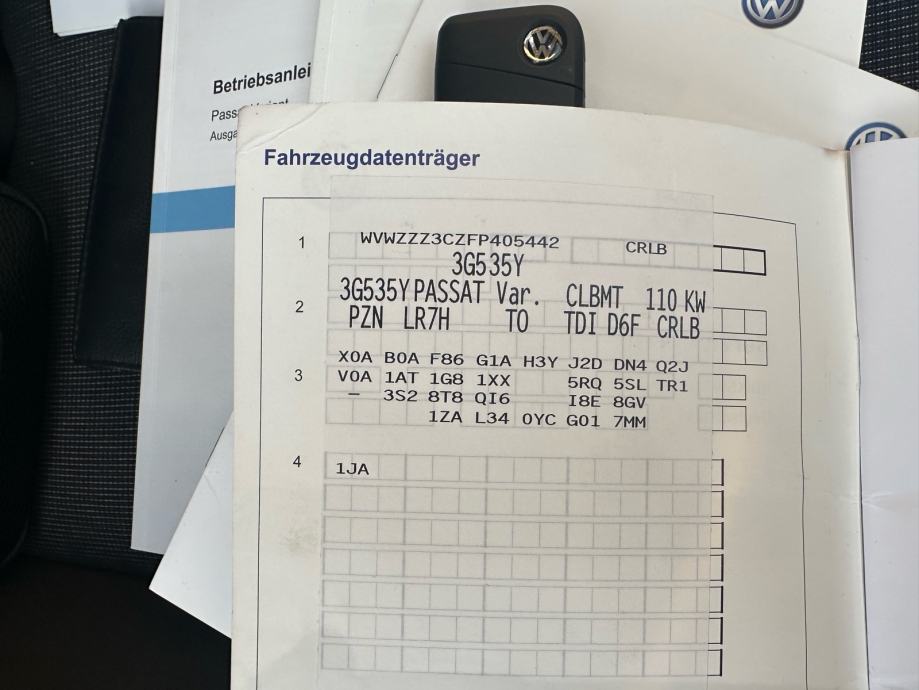 Betriebsanlei
Passat Variant
Ausga
Fahrzeugdatenträger
1 WVWZZZ3CZFP405442 CRLB
3G535Y
2 3G535Y PASSAT Var. CLBMT 110 KW
PZN LR7H TO TDI D6F CRLB
X0A B0A F86 G1A H3Y J2D DN4 Q2J
3 V0A 1AT 1G8 1XX 5RQ 5SL TR1
– 3S2 8T8 QI6 I8E 8GV
1ZA L34 0YC G01 7MM
4 1JA